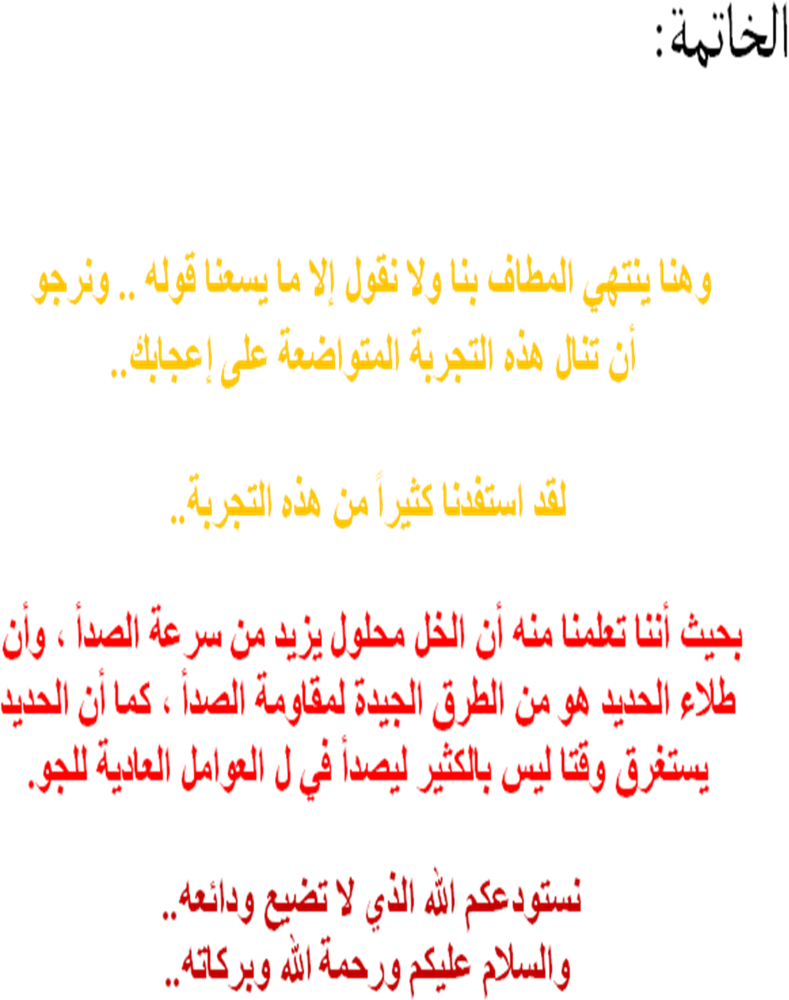 الخاتمة:
وهنا ينتهي المطاف بنا ولا نقول إلا ما يسعنا قوله .. ونرجو
أن تنال هذه التجربة المتواضعة على إعجابك..
لقد استفدنا كثيراً من هذه التجربة..
بحيث أننا تعلمنا منه أن الخل محلول يزيد من سرعة الصدأ ، وأن
طلاء الحديد هو من الطرق الجيدة لمقاومة الصدأ ، كما أن الحديد
يستغرق وقتا ليس بالكثير ليصدأ في ل العوامل العادية للجو.
نستودعكم الله الذي لا تضيع ودائعه..
والسلام عليكم ورحمة الله وبركاته..